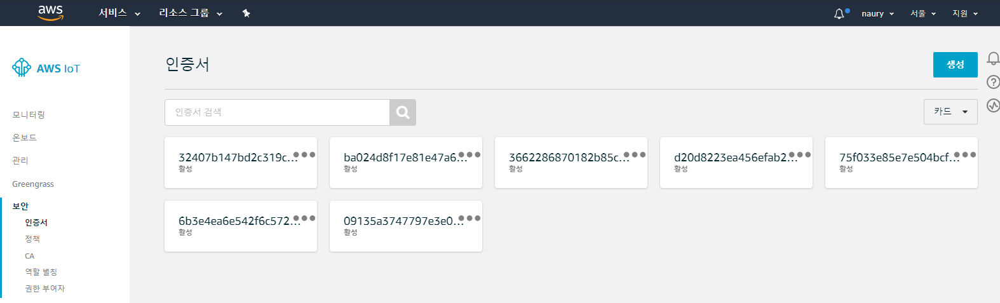 aws 서비스 리소스 그룹 naury 서울 지원
AWS IoT
모니터링
온보드
관리
Greengrass
보안
인증서
정책
CA
역할 별칭
권한 부여자
인증서
생성
인증서 검색
카드
32407b147bd2c319c...
활성
ba024d8f17e81e47a6...
활성
3662286870182b85c...
활성
d20d8223ea456efab2...
활성
75f033e85e7e504bcf...
활성
6b3e4ea6e542f6c572...
활성
09135a3747797e3e0...
활성